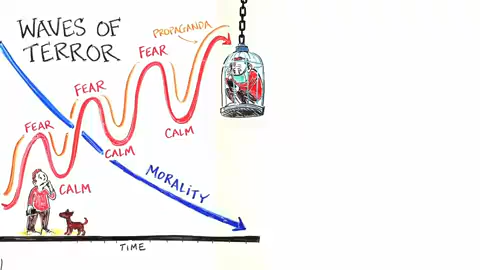 WAVES OF
TERROR
PROPAGANDA
FEAR
FEAR
FEAR
CALM
CALM
CALM
MORALITY
TIME